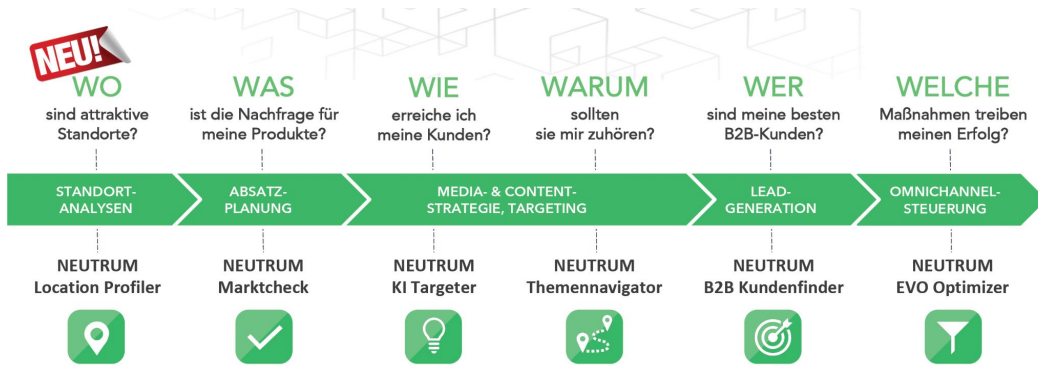 NEU!
WO
sind attraktive
Standorte?
WAS
ist die Nachfrage für
meine Produkte?
WIE
erreiche ich
meine Kunden?
WARUM
sollten
sie mir zuhören?
WER
sind meine besten
B2B-Kunden?
WELCHE
Maßnahmen treiben
meinen Erfolg?
STANDORT-
ANALYSEN
ABSATZ-
PLANUNG
MEDIA- & CONTENT-
STRATEGIE, TARGETING
LEAD-
GENERATION
OMNICHANNEL-
STEUERUNG
NEUTRUM
Location Profiler
NEUTRUM
Marktcheck
NEUTRUM
KI Targeter
NEUTRUM
Themennavigator
NEUTRUM
B2B Kundenfinder
NEUTRUM
EVO Optimizer